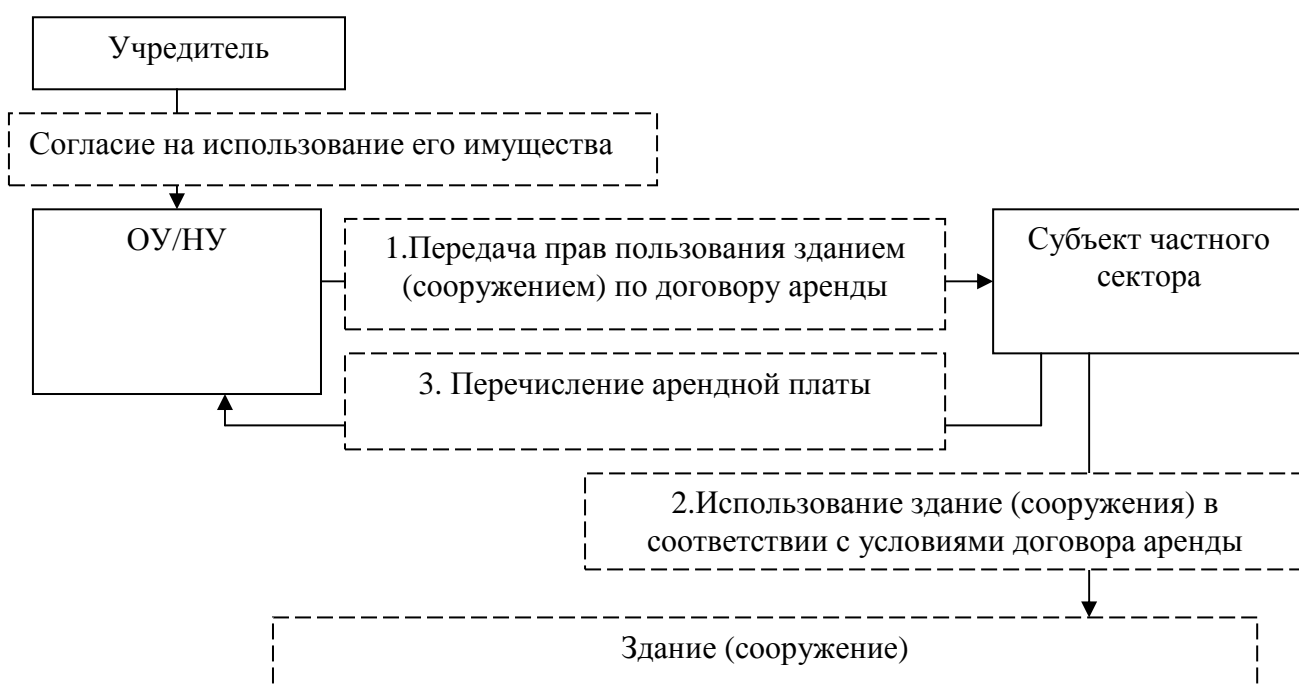 Учредитель
Согласие на использование его имущества
ОУ/НУ
1.Передача прав пользования зданием
(сооружением) по договору аренды
Субъект частного
сектора
3. Перечисление арендной платы
2.Использование здание (сооружения) в
соответствии с условиями договора аренды
Здание (сооружение)